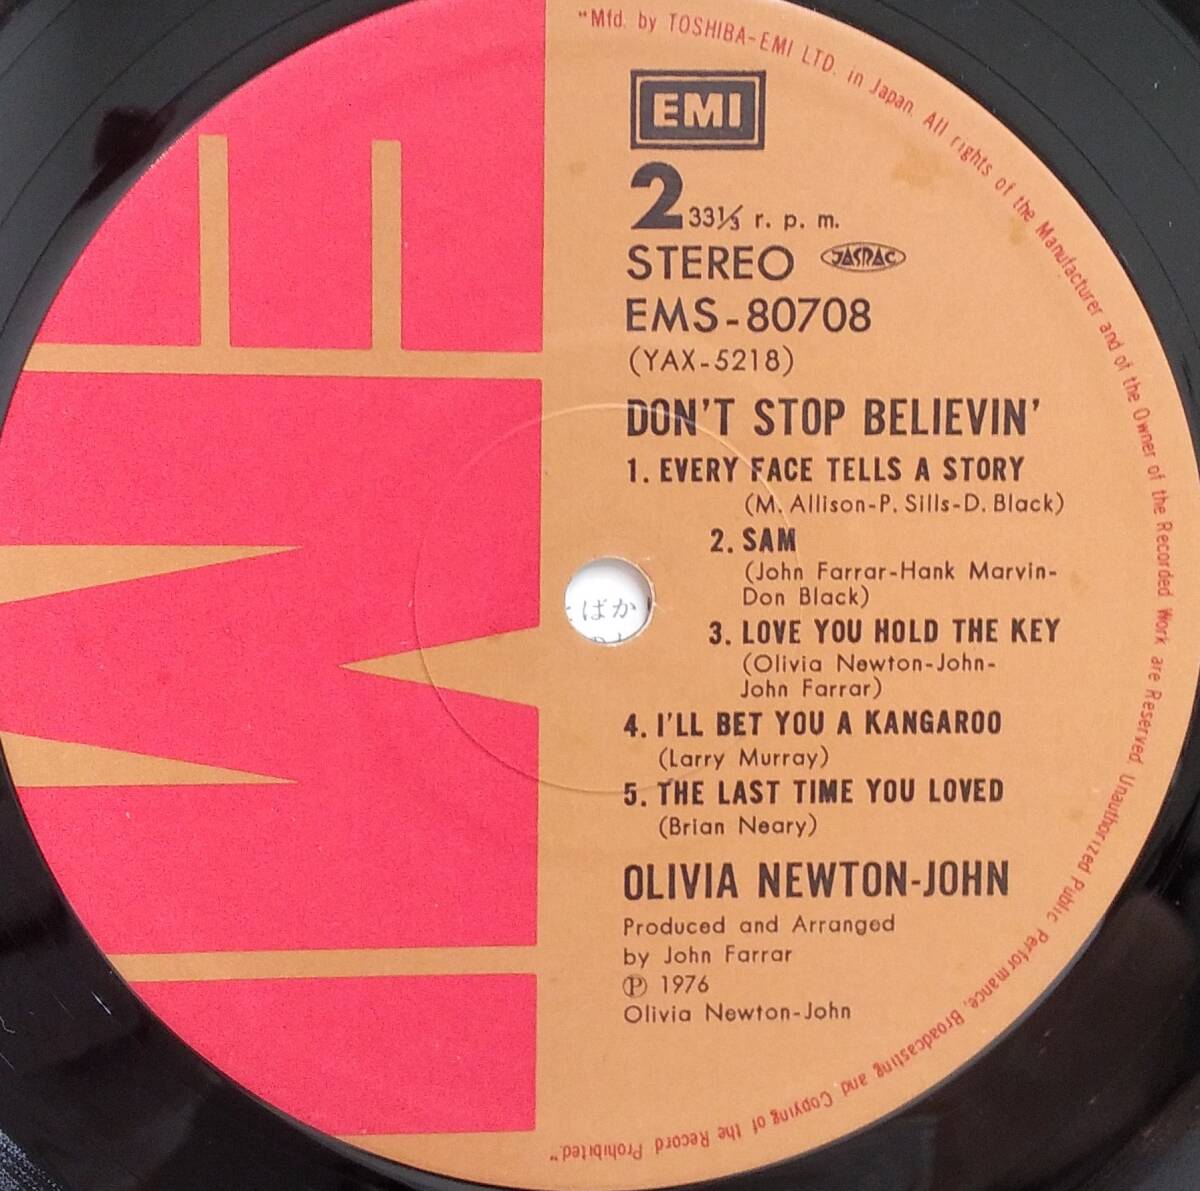 "Mfd. by TOSHIBA-EMI LTD. in Japan. All rights of the Manufacturer and of the Owner of the Recorded Work are Reserved. Unauthorized Public Performance, Broadcasting and Copying of the Record Prohibited."
EMI
2 33⅓ r. p. m.
STEREO JASRAC
EMS-80708
(YAX-5218)
DON'T STOP BELIEVIN'
1. EVERY FACE TELLS A STORY
(M. Allison-P. Sills-D. Black)
2. SAM
(John Farrar-Hank Marvin-
Don Black)
ばか
3. LOVE YOU HOLD THE KEY
(Olivia Newton-John-
John Farrar)
4. I'LL BET YOU A KANGAROO
(Larry Murray)
5. THE LAST TIME YOU LOVED
(Brian Neary)
OLIVIA NEWTON-JOHN
Produced and Arranged
by John Farrar
Ⓟ 1976
Olivia Newton-John
EMI